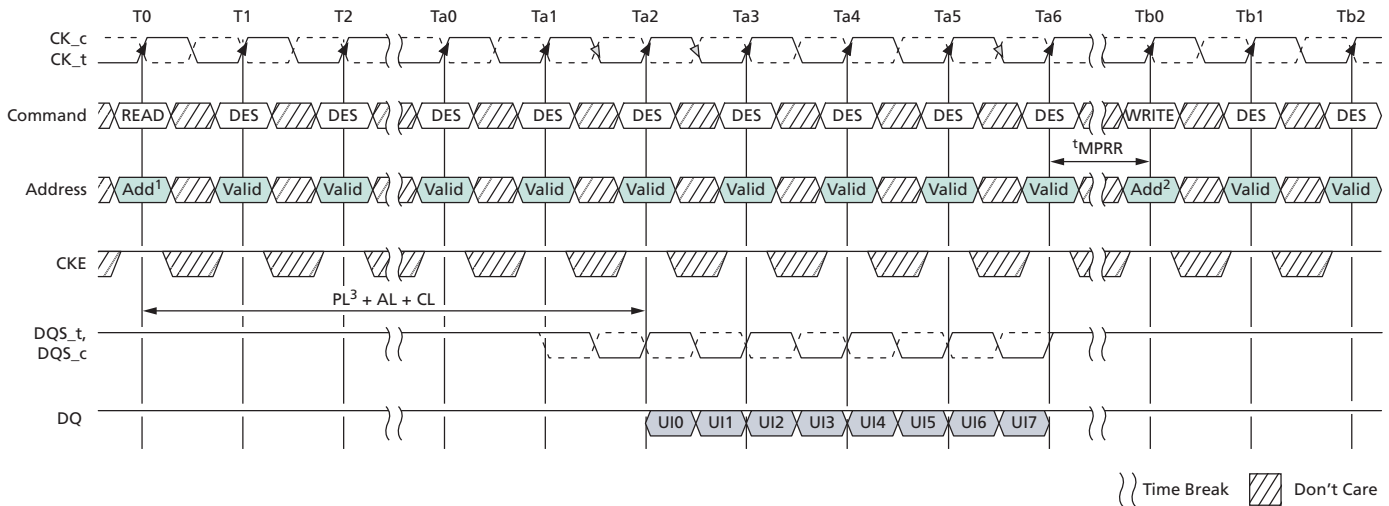 T0 T1 T2 Ta0 Ta1 Ta2 Ta3 Ta4 Ta5 Ta6 Tb0 Tb1 Tb2
CK_c
CK_t
Command READ DES DES DES DES DES DES DES DES DES WRITE DES DES
tMPRR
Address Add1 Valid Valid Valid Valid Valid Valid Valid Valid Valid Add2 Valid Valid
CKE
PL3 + AL + CL
DQS_t,
DQS_c
DQ UI0 UI1 UI2 UI3 UI4 UI5 UI6 UI7
Time Break Don't Care